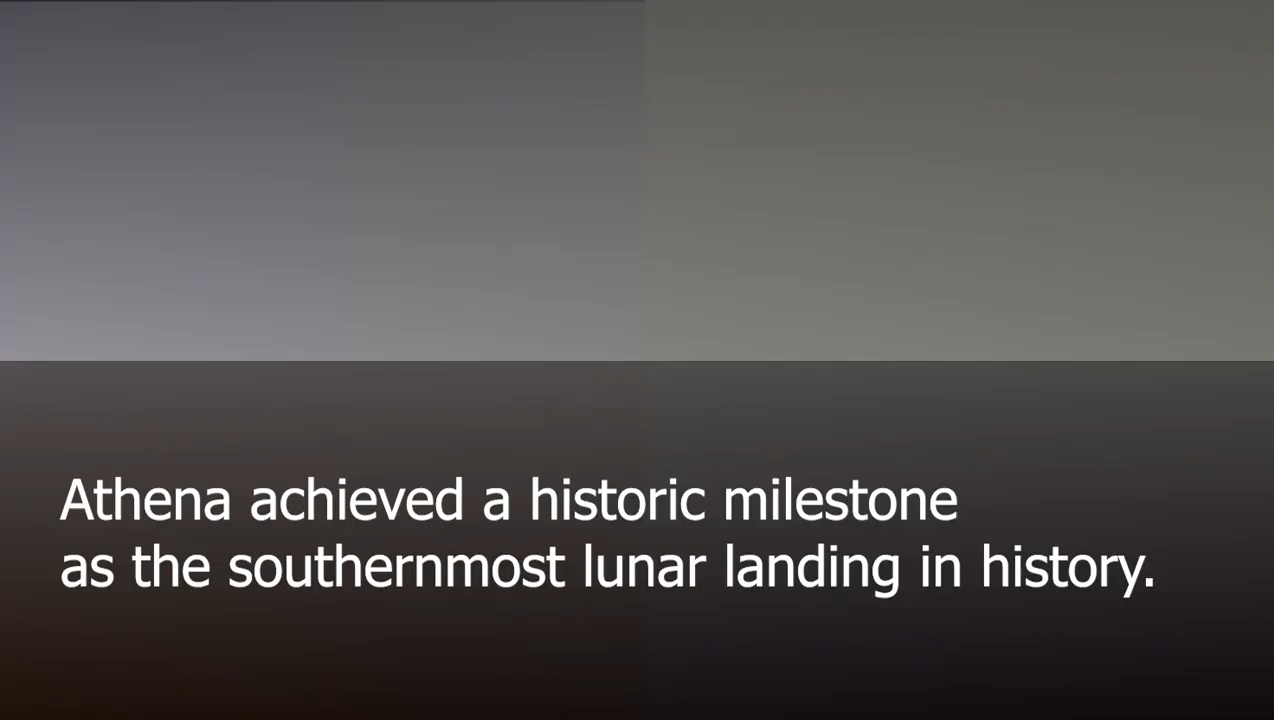 Athena achieved a historic milestone
as the southernmost lunar landing in history.